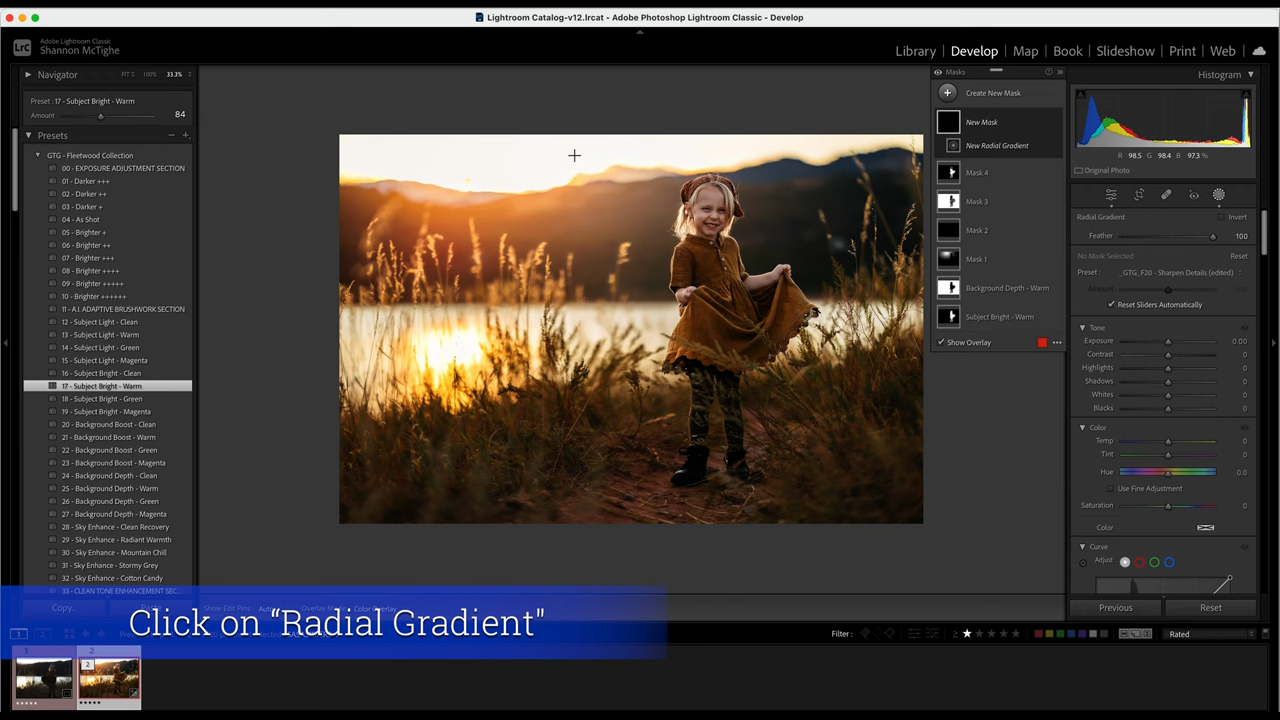 Lightroom Catalog-v12.lrcat - Adobe Photoshop Lightroom Classic - Develop
LrC
Adobe Lightroom Classic
Shannon McTighe
Library | Develop | Map | Book | Slideshow | Print | Web
Navigator
FIT
100%
33.3%
Preset : 17 - Subject Bright - Warm
Amount
84
Presets
GTG - Fleetwood Collection
00 - EXPOSURE ADJUSTMENT SECTION
01 - Darker +++
02 - Darker ++
03 - Darker +
04 - As Shot
05 - Brighter +
06 - Brighter ++
07 - Brighter +++
08 - Brighter ++++
09 - Brighter +++++
10 - Brighter ++++++
11 - A.I. ADAPTIVE BRUSHWORK SECTION
12 - Subject Light - Clean
13 - Subject Light - Warm
14 - Subject Light - Green
15 - Subject Light - Magenta
16 - Subject Bright - Clean
17 - Subject Bright - Warm
18 - Subject Bright - Green
19 - Subject Bright - Magenta
20 - Background Boost - Clean
21 - Background Boost - Warm
22 - Background Boost - Green
23 - Background Boost - Magenta
24 - Background Depth - Clean
25 - Background Depth - Warm
26 - Background Depth - Green
27 - Background Depth - Magenta
28 - Sky Enhance - Clean Recovery
29 - Sky Enhance - Radiant Warmth
30 - Sky Enhance - Mountain Chill
31 - Sky Enhance - Stormy Grey
32 - Sky Enhance - Cotton Candy
33 - CLEAN TONE ENHANCEMENT SEC...
Copy...
Masks
Create New Mask
New Mask
New Radial Gradient
Mask 4
Mask 3
Mask 2
Mask 1
Background Depth - Warm
Subject Bright - Warm
Show Overlay
Histogram
R 98.5 G 98.4 B 97.3 %
Original Photo
Radial Gradient
Invert
Feather
100
No Mask Selected
Reset
Preset :
_GTG_F20 - Sharpen Details (edited)
Amount
Reset Sliders Automatically
Tone
Exposure
0.00
Contrast
0
Highlights
0
Shadows
0
Whites
0
Blacks
0
Color
Temp
0
Tint
0
Hue
0.0
Use Fine Adjustment
Saturation
0
Color
Curve
Adjust
Previous
Reset
Click on “Radial Gradient"
Filter :
Rated
1
2
1
2
2